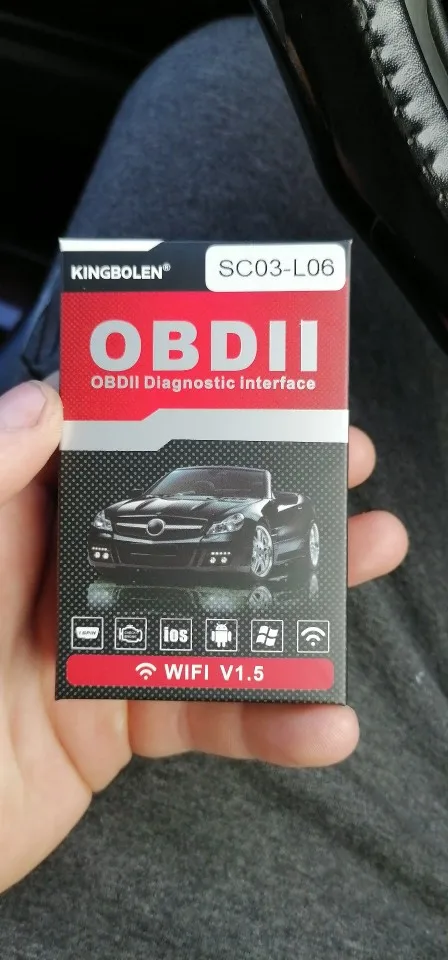 KINGBOLEN®
SC03-L06
OBDII
OBDII Diagnostic interface
ios
WIFI V1.5